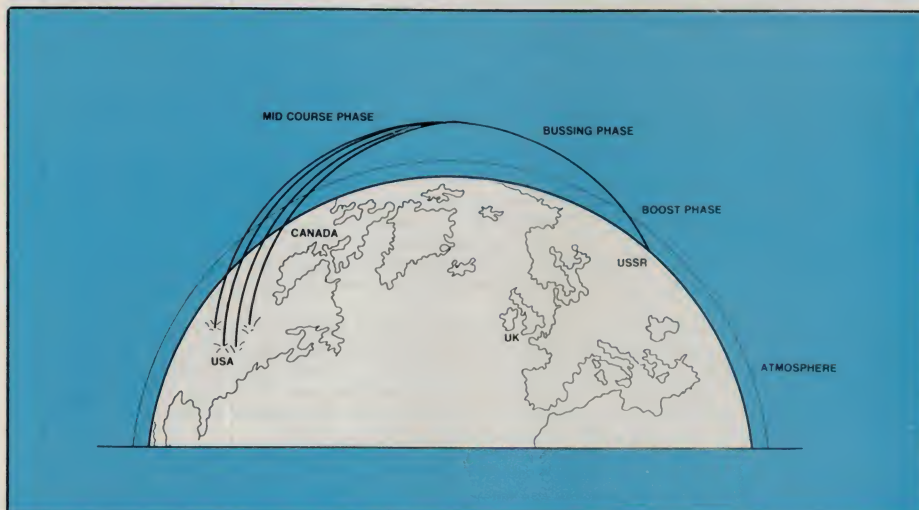 MID COURSE PHASE
BUSSING PHASE
BOOST PHASE
CANADA
USSR
UK
USA
ATMOSPHERE